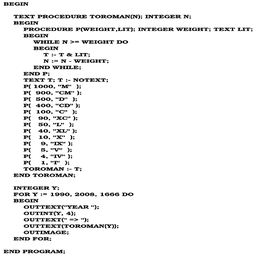 BEGIN
TEXT PROCEDURE TOROMAN(N); INTEGER N;
BEGIN
PROCEDURE P(WEIGHT,LIT); INTEGER WEIGHT; TEXT LIT;
BEGIN
WHILE N >= WEIGHT DO
BEGIN
T :- T & LIT;
N := N - WEIGHT;
END WHILE;
END P;
TEXT T; T :- NOTEXT;
P( 1000, "M" );
P( 900, "CM" );
P( 500, "D" );
P( 400, "CD" );
P( 100, "C" );
P( 90, "XC" );
P( 50, "L" );
P( 40, "XL" );
P( 10, "X" );
P( 9, "IX" );
P( 5, "V" );
P( 4, "IV" );
P( 1, "I" );
TOROMAN :- T;
END TOROMAN;
INTEGER Y;
FOR Y := 1990, 2008, 1666 DO
BEGIN
OUTTEXT("YEAR ");
OUTINT(Y, 4);
OUTTEXT(" => ");
OUTTEXT(TOROMAN(Y));
OUTIMAGE;
END FOR;
END PROGRAM;